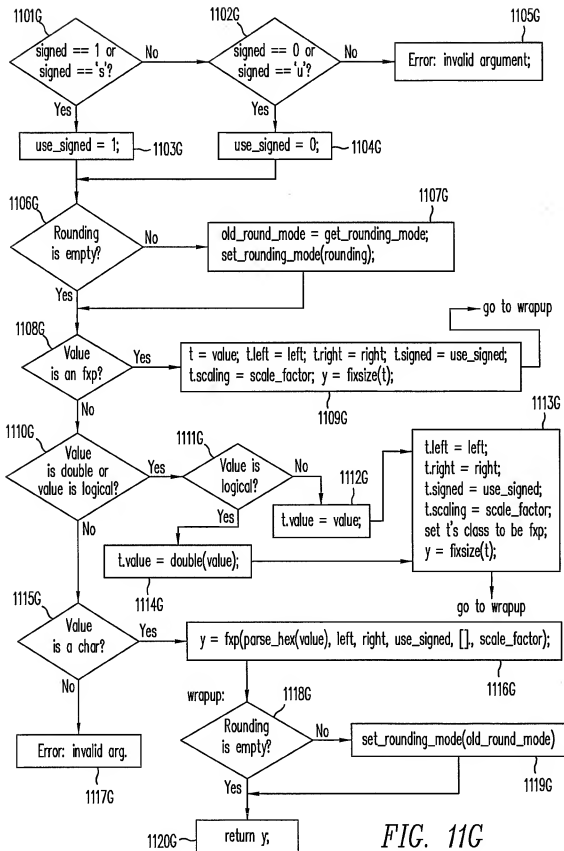 1101G
1102G
1105G
signed == 1 or
signed == 's'?
No
signed == 0 or
signed == 'u'?
No
Error: invalid argument;
Yes
Yes
use_signed = 1;
1103G
use_signed = 0;
1104G
1106G
1107G
Rounding
is empty?
No
old_round_mode = get_rounding_mode;
set_rounding_mode(rounding);
Yes
1108G
go to wrapup
Value
is an fxp?
Yes
t = value; t.left = left; t.right = right; t.signed = use_signed;
t.scaling = scale_factor; y = fixsize(t);
No
1109G
1113G
1110G
1111G
Value
is double or
value is logical?
Yes
Value is
logical?
No
1112G
t.value = value;
t.left = left;
t.right = right;
t.signed = use_signed;
t.scaling = scale_factor;
set t's class to be fxp;
y = fixsize(t);
No
Yes
t.value = double(value);
1114G
go to wrapup
1115G
Value
is a char?
Yes
y = fxp(parse_hex(value), left, right, use_signed, []., scale_factor);
1116G
No
wrapup:
1118G
Rounding
is empty?
No
set_rounding_mode(old_round_mode)
1119G
Error: invalid arg.
1117G
Yes
return y;
1120G
FIG. 11G